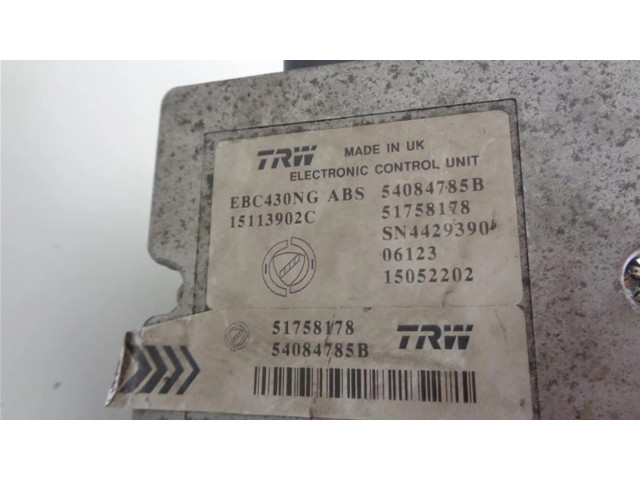 TRW MADE IN UK
ELECTRONIC CONTROL UNIT
EBC430NG ABS 54084785B
15113902C 51758178
SN4429390
06123
15052202
51758178 TRW
54084785B